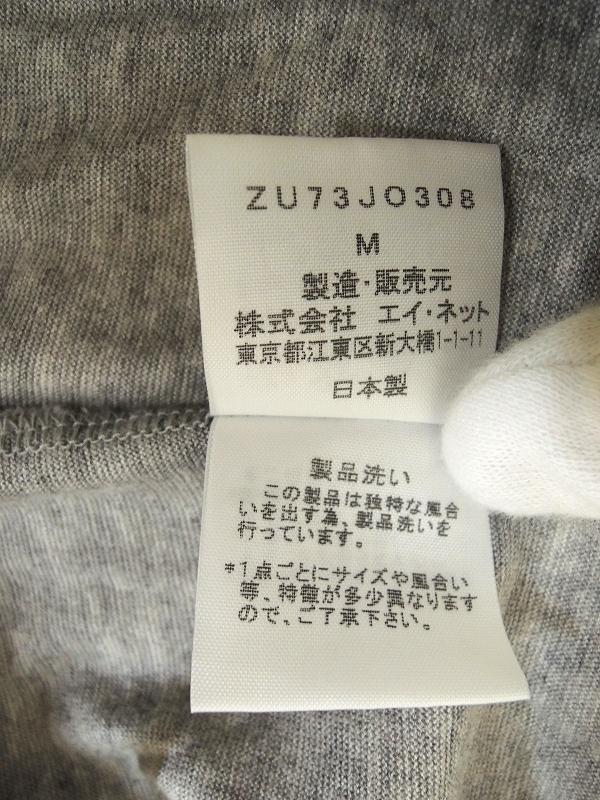 ZU73JO308
M
製造・販売元
株式会社 エイ・ネット
東京都江東区新大橋1-1-11
日本製
製品洗い
この製品は独特な風合
いを出す為、製品洗いを
行っています。
*1点ごとにサイズや風合い
等、特徴が多少異なります
ので、ご了承下さい。